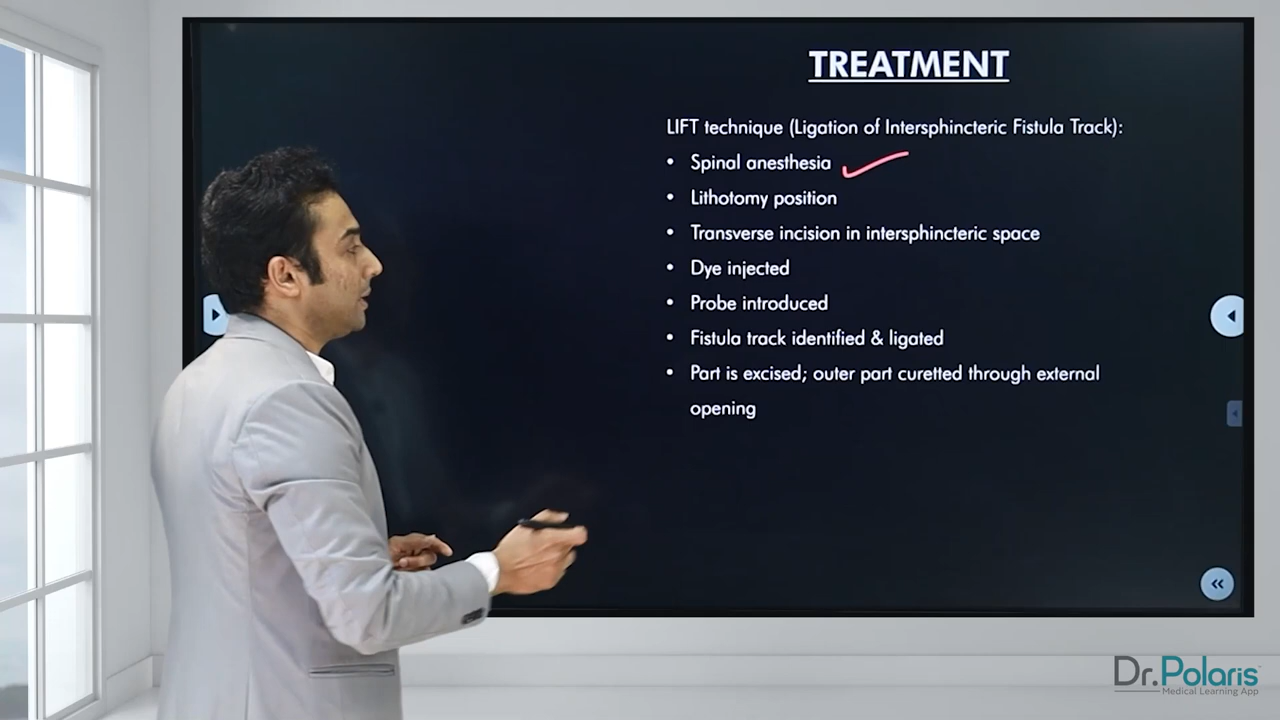 TREATMENT
LIFT technique (Ligation of Intersphincteric Fistula Track):
• Spinal anesthesia
• Lithotomy position
• Transverse incision in intersphincteric space
• Dye injected
• Probe introduced
• Fistula track identified & ligated
• Part is excised; outer part curetted through external
opening
Dr.Polaris
Medical Learning App